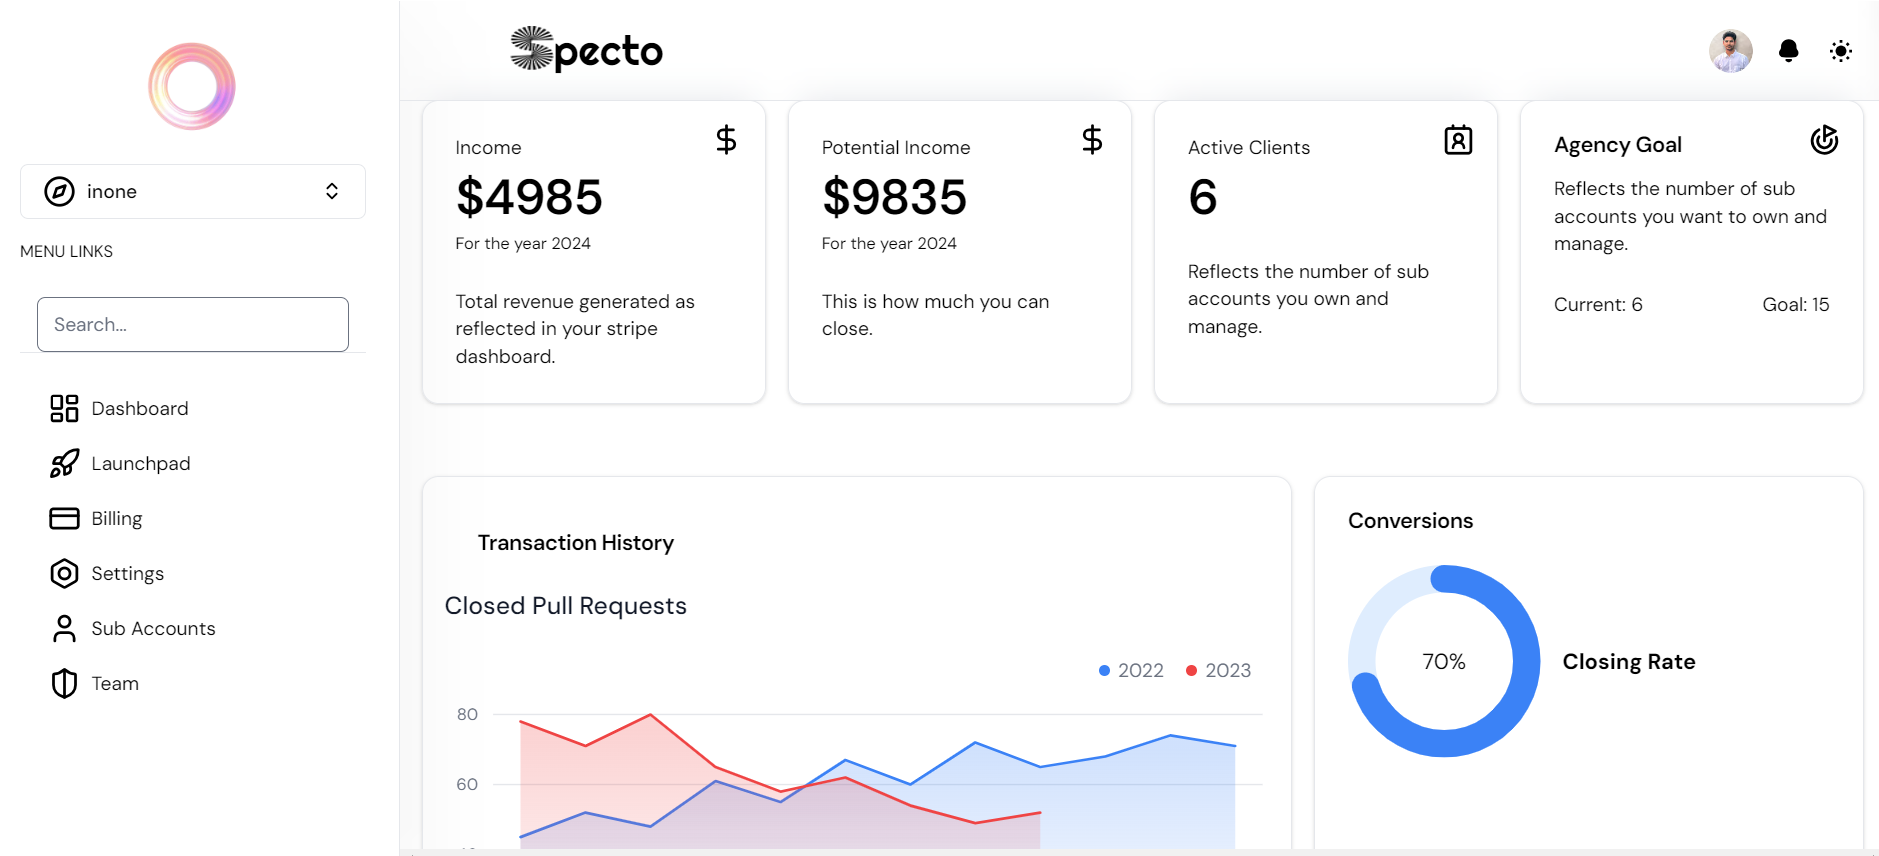 inone
MENU LINKS
Search...
Dashboard
Launchpad
Billing
Settings
Sub Accounts
Team
Specto
Income
$4985
For the year 2024
Total revenue generated as
reflected in your stripe
dashboard.
Potential Income
$9835
For the year 2024
This is how much you can
close.
Active Clients
6
Reflects the number of sub
accounts you own and
manage.
Agency Goal
Reflects the number of sub
accounts you want to own and
manage.
Current: 6
Goal: 15
Transaction History
Closed Pull Requests
2022
2023
80
60
Conversions
70%
Closing Rate